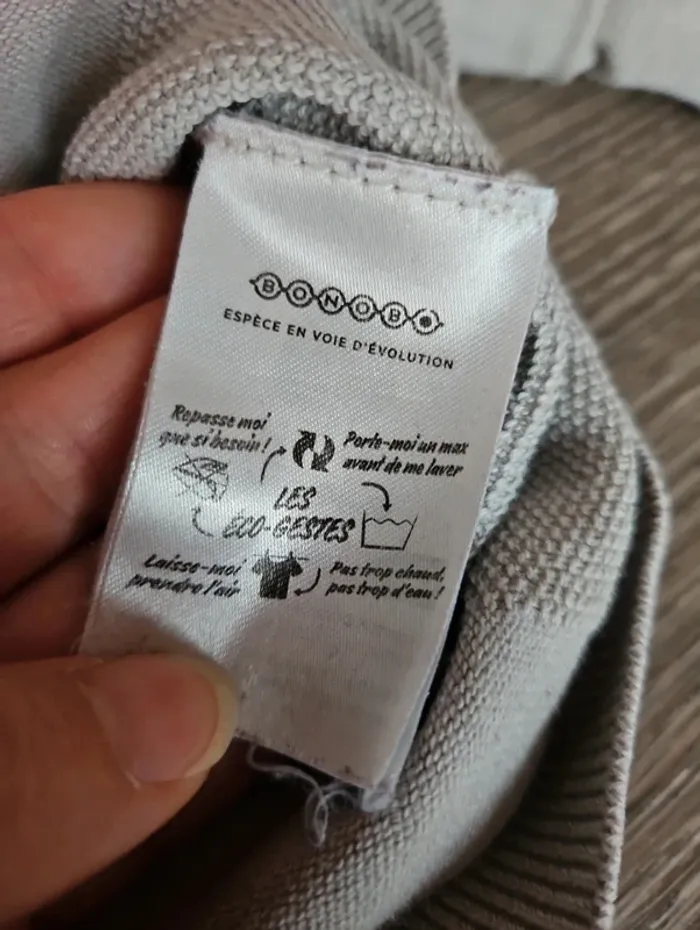 BONOBO
ESPÈCE EN VOIE D'ÉVOLUTION
Repasse moi
que si besoin !
Porte-moi un max
avant de me laver
LES
ÉCO-GESTES
Laisse-moi
prendre l'air
Pas trop chaud,
pas trop d'eau !